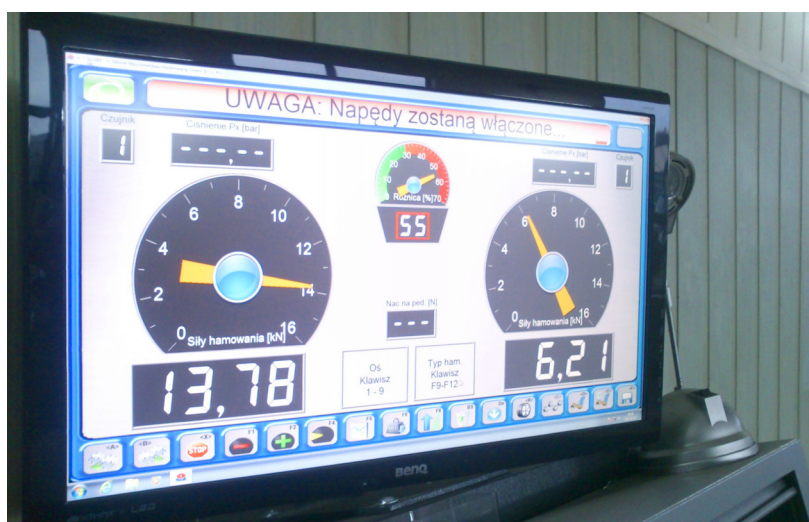 UWAGA: Napędy zostaną włączone...
Czujnik
1
Ciśnienie Px [bar]
---,--
0 2 4 6 8 10 12 14 16
Siły hamowania [kN]
13,78
20 30 40 50 60 70
Różnica [%]
55
Nac na ped. [N]
---
Oś
Klawisz
1 - 9
Typ ham.
Klawisz
F9-F12
Ciśnienie Px [bar]
---,--
Czujnik
1
0 2 4 6 8 10 12 14 16
Siły hamowania [kN]
6,21
<A>
<B>
<X>
STOP
F1
F2
F4
BenQ